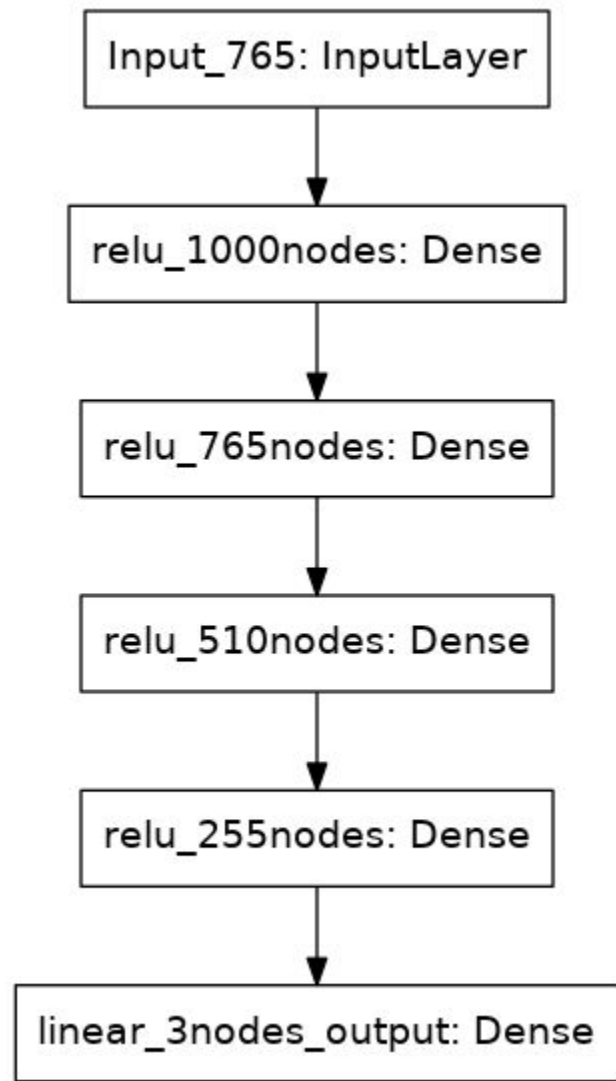 Input_765: InputLayer
relu_1000nodes: Dense
relu_765nodes: Dense
relu_510nodes: Dense
relu_255nodes: Dense
linear_3nodes_output: Dense